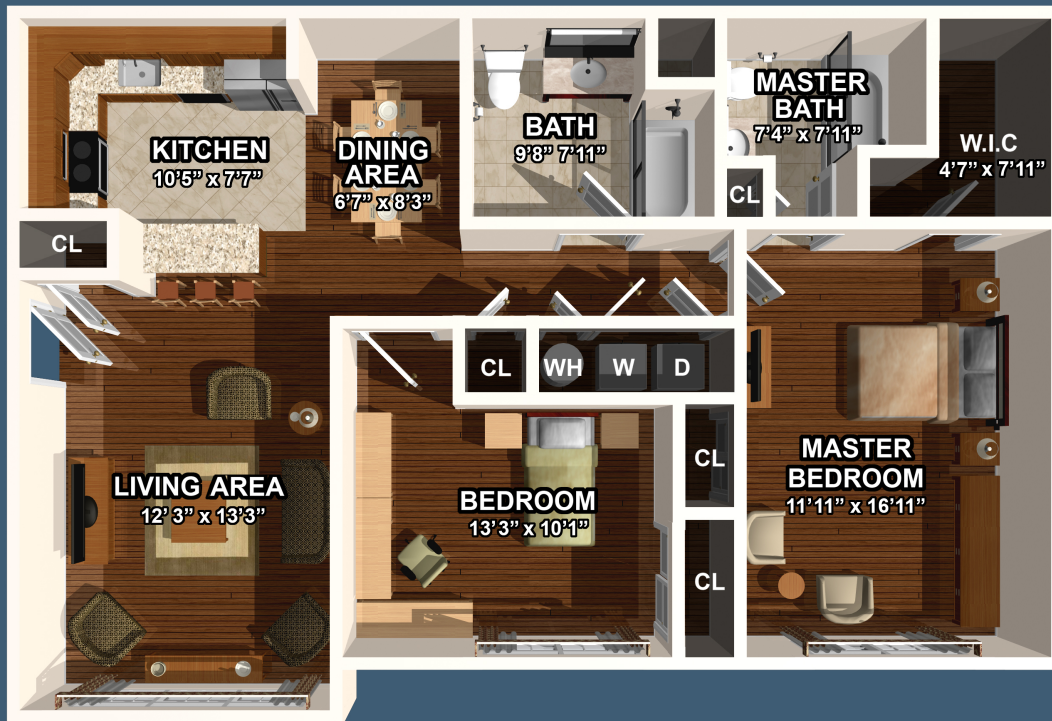 KITCHEN
10'5” x 7'7”
DINING
AREA
6'7” x 8'3”
BATH
9'8” 7'11”
MASTER
BATH
7'4” x 7'11”
W.I.C
4'7” x 7'11”
CL
CL
CL
WH
W
D
CL
CL
LIVING AREA
12' 3” x 13'3”
BEDROOM
13'3” x 10'1”
MASTER
BEDROOM
11'11” x 16'11”